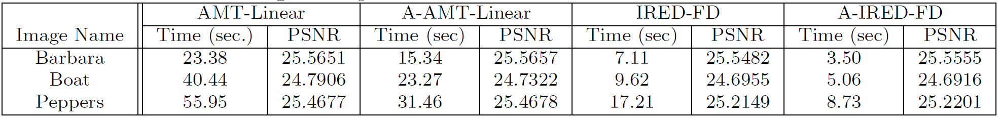 AMT-Linear A-AMT-Linear IRED-FD A-IRED-FD
Image Name Time (sec.) PSNR Time (sec) PSNR Time (sec) PSNR Time (sec) PSNR
Barbara 23.38 25.5651 15.34 25.5657 7.11 25.5482 3.50 25.5555
Boat 40.44 24.7906 23.27 24.7322 9.62 24.6955 5.06 24.6916
Peppers 55.95 25.4677 31.46 25.4678 17.21 25.2149 8.73 25.2201